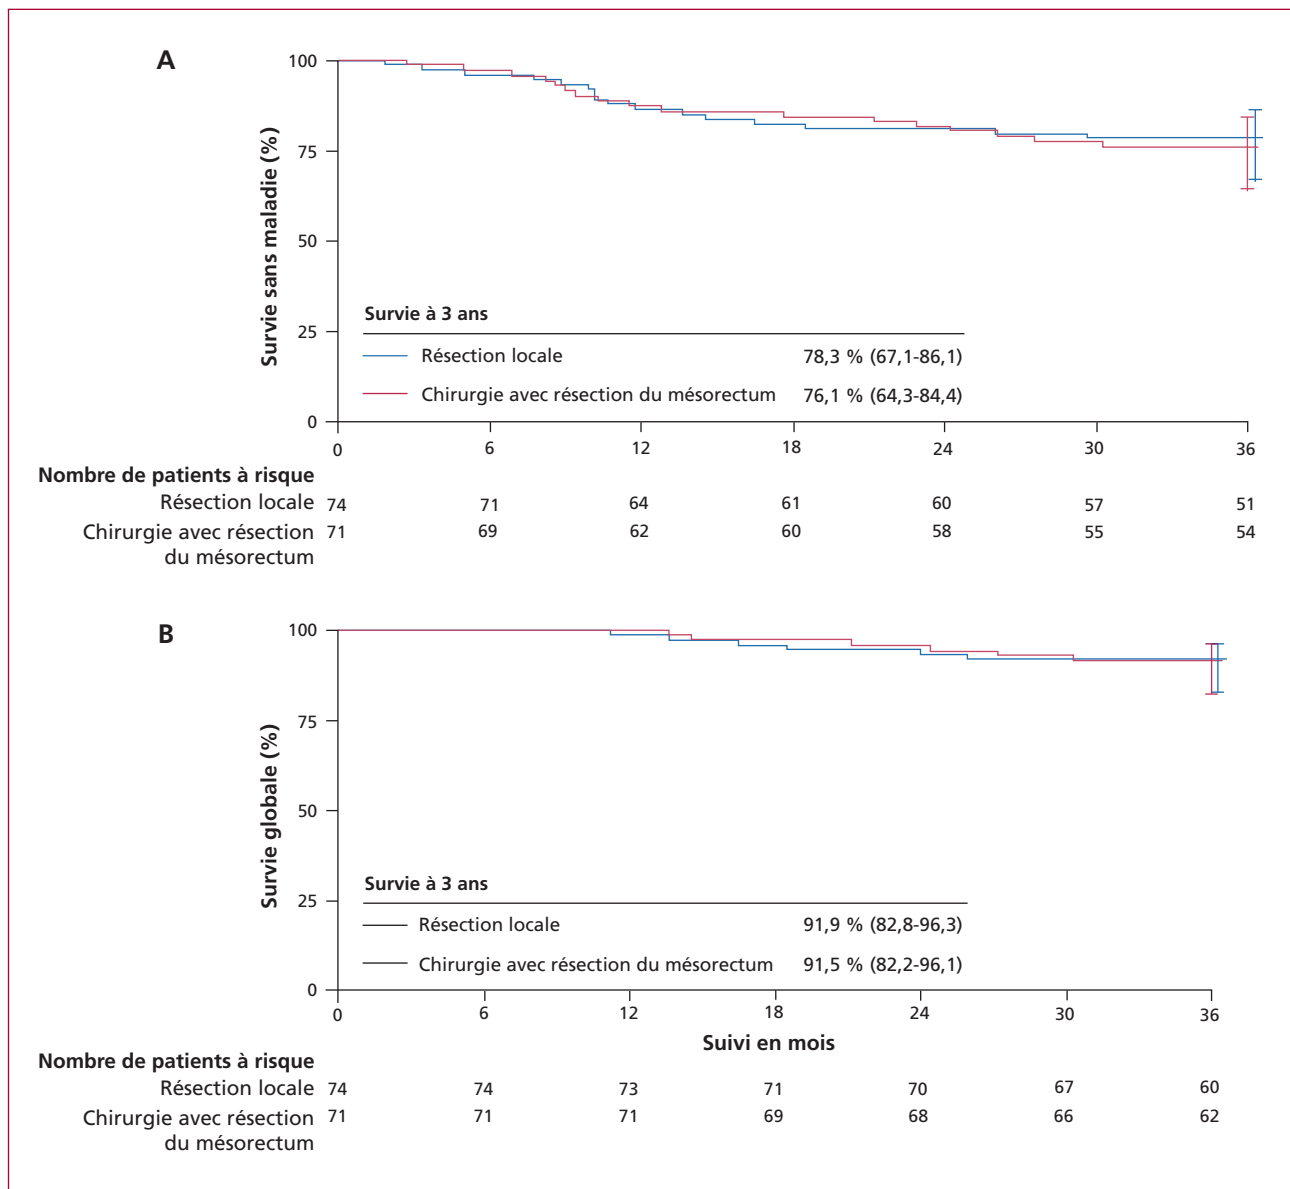 A
100
75
50
25
0
Survie sans maladie (%)
Survie à 3 ans
Résection locale 78,3 % (67,1-86,1)
Chirurgie avec résection du mésorectum 76,1 % (64,3-84,4)
0 6 12 18 24 30 36
Nombre de patients à risque
Résection locale 74 71 64 61 60 57 51
Chirurgie avec résection 71 69 62 60 58 55 54
du mésorectum
B
100
75
50
25
0
Survie globale (%)
Survie à 3 ans
Résection locale 91,9 % (82,8-96,3)
Chirurgie avec résection du mésorectum 91,5 % (82,2-96,1)
0 6 12 18 24 30 36
Suivi en mois
Nombre de patients à risque
Résection locale 74 74 73 71 70 67 60
Chirurgie avec résection 71 71 71 69 68 66 62
du mésorectum